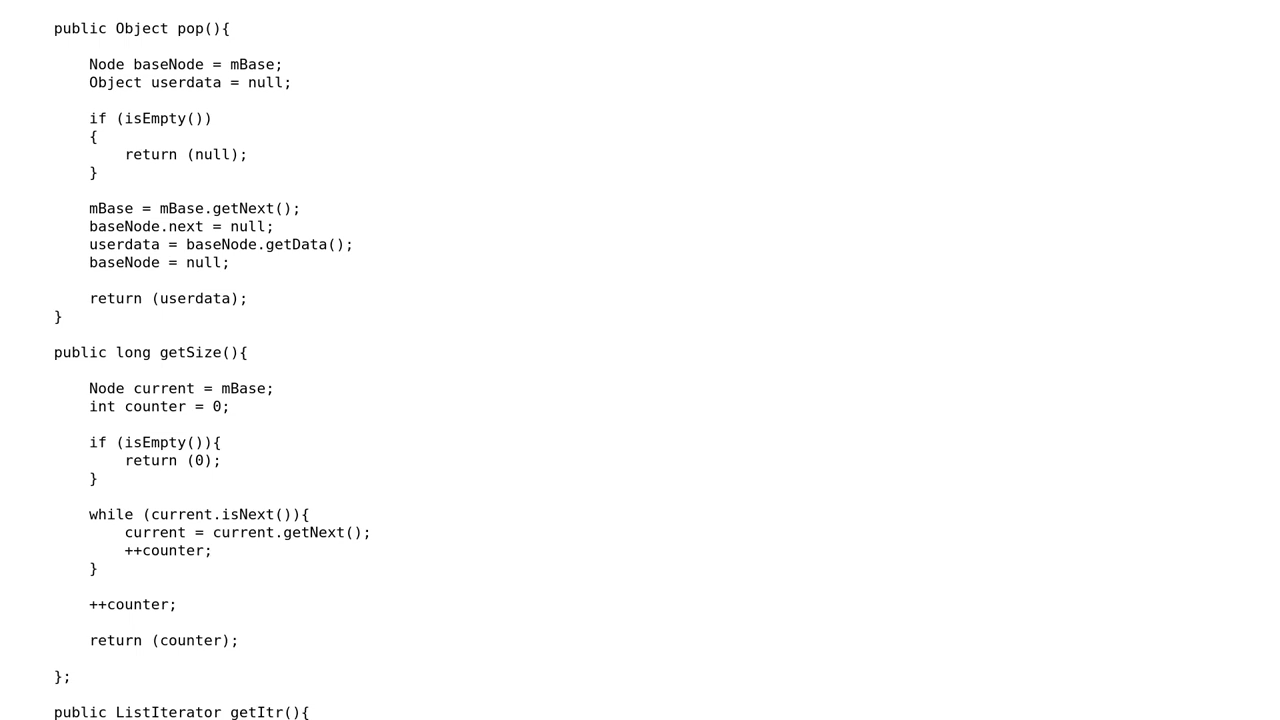 public Object pop(){
Node baseNode = mBase;
Object userdata = null;
if (isEmpty())
{
return (null);
}
mBase = mBase.getNext();
baseNode.next = null;
userdata = baseNode.getData();
baseNode = null;
return (userdata);
}
public long getSize(){
Node current = mBase;
int counter = 0;
if (isEmpty()){
return (0);
}
while (current.isNext()){
current = current.getNext();
++counter;
}
++counter;
return (counter);
};
public ListIterator getItr(){